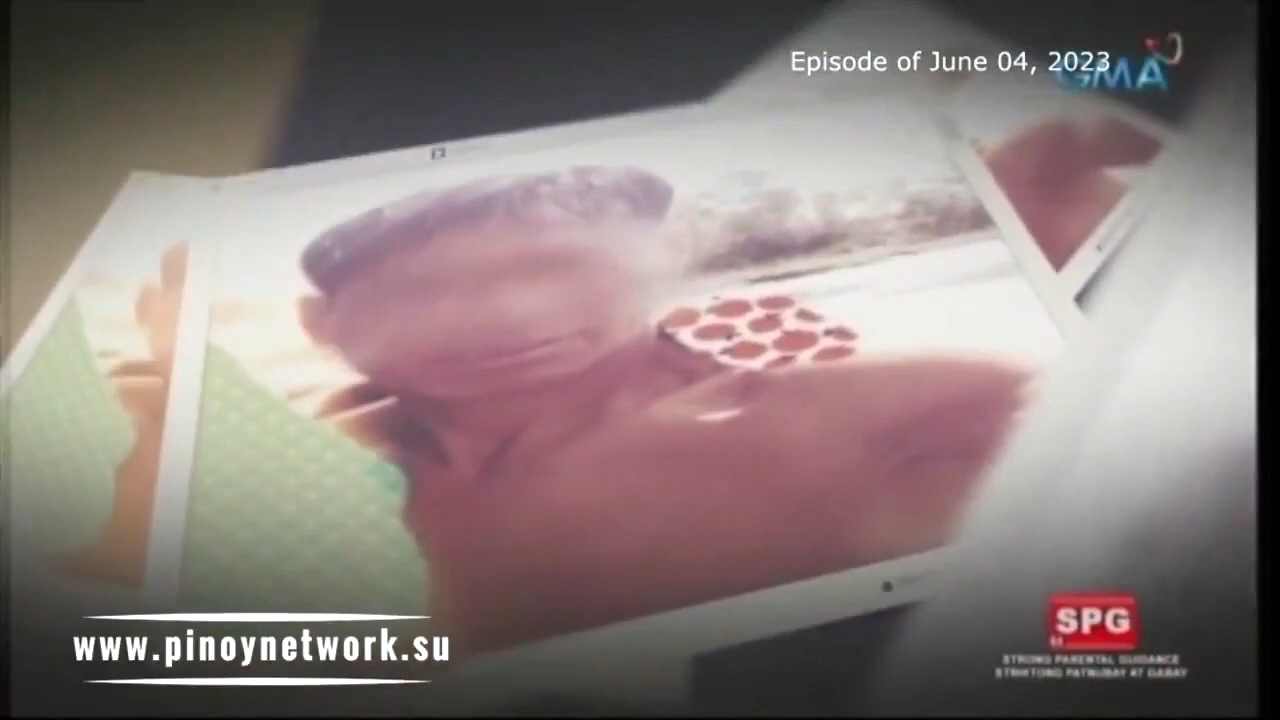 Episode of June 04, 2023
GMA
www.pinoynetwork.su
SPG
STRONG PARENTAL GUIDANCE
STRIKTONG PATNUBAY AT GABAY